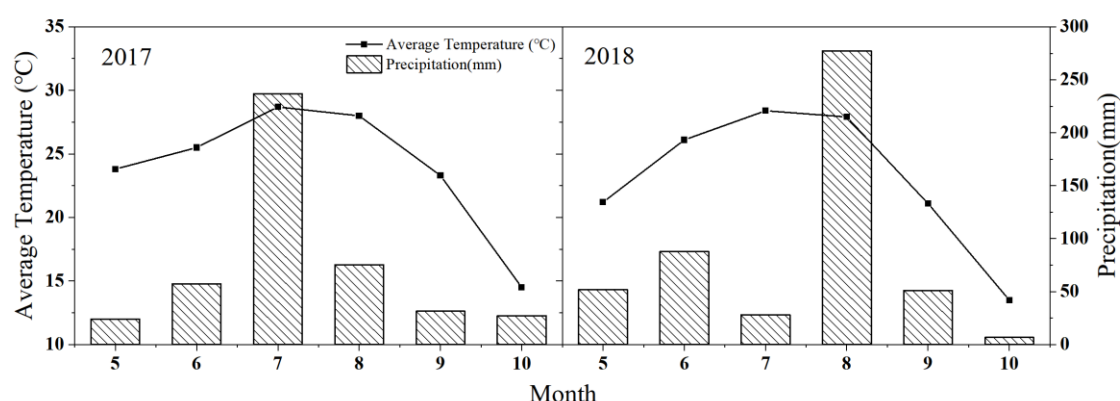 2017
Average Temperature (℃)
Precipitation(mm)
2018
35
30
25
20
15
10
Average Temperature (℃)
300
250
200
150
100
50
0
Precipitation(mm)
5 6 7 8 9 10 5 6 7 8 9 10
Month